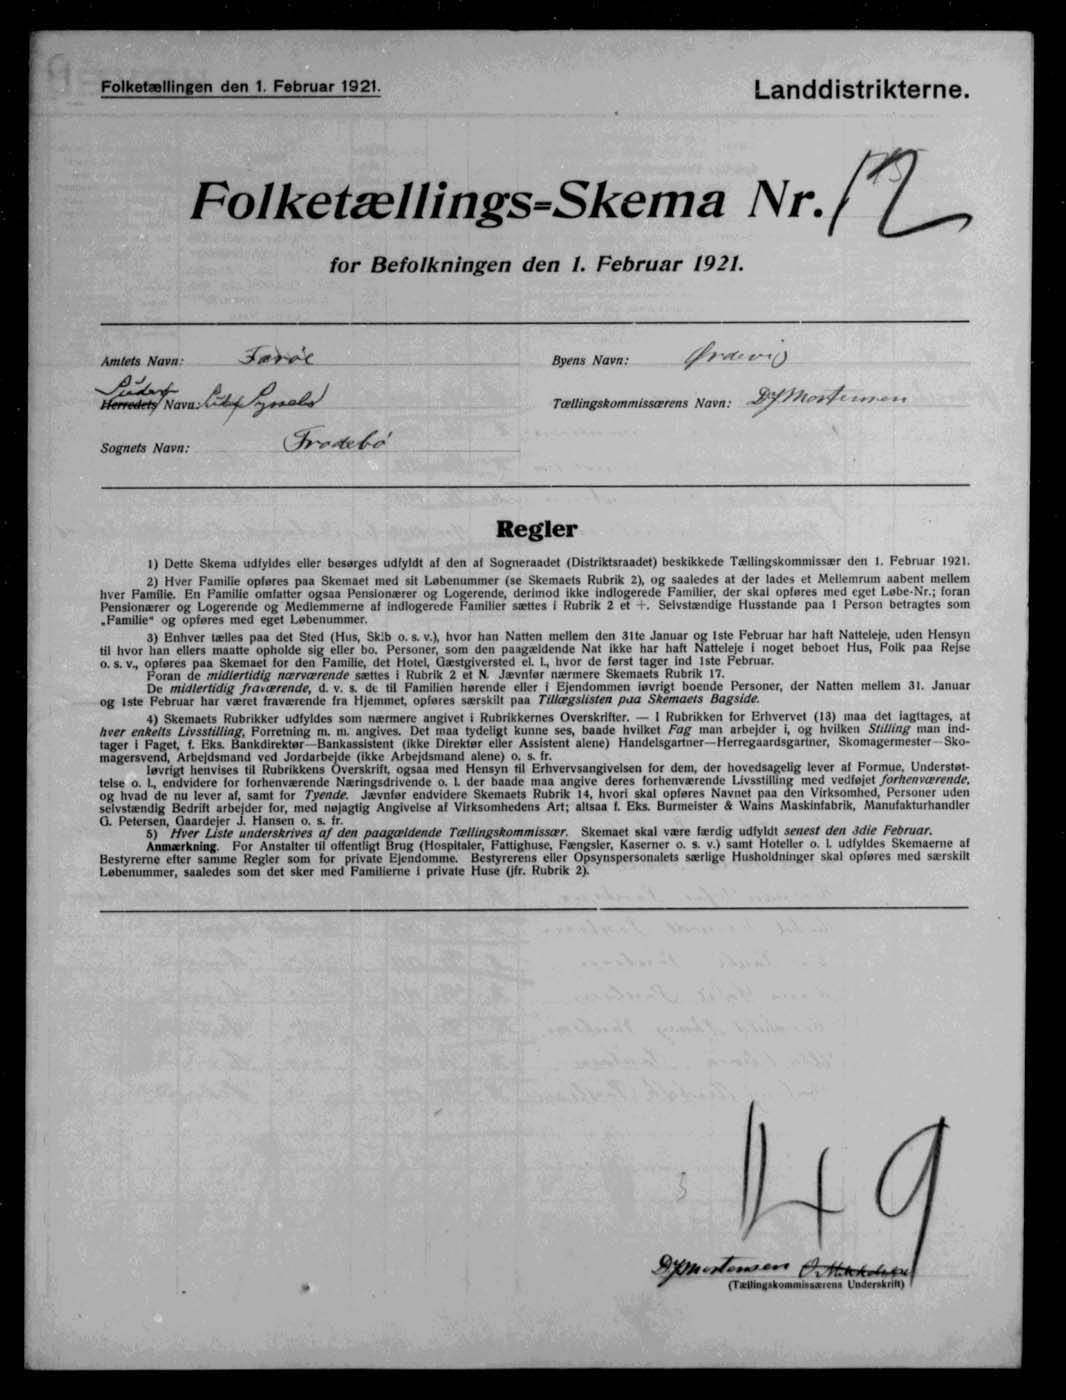 Folketællingen den 1. Februar 1921.
Landdistrikterne.
Folketællings=Skema Nr. 12
for Befolkningen den 1. Februar 1921.
Amtets Navn: Færøe
Byens Navn: Ørdevig
Herredets Navn: Syssels
Tællingskommissærens Navn: DJMortensen
Sognets Navn: Frodebø
Regler
1) Dette Skema udfyldes eller besørges udfyldt af den af Sogneraadet (Distriktsraadet) beskikkede Tællingskommissær den 1. Februar 1921.
2) Hver Familie opføres paa Skemaet med sit Løbenummer (se Skemaets Rubrik 2), og saaledes at der lades et Mellemrum aabent mellem
hver Familie. En Familie omfatter ogsaa Pensionærer og Logerende, derimod ikke indlogerede Familier, der skal opføres med eget Løbe-Nr.; foran
Pensionærer og Logerende og Medlemmerne af indlogerede Familier sættes i Rubrik 2 et +. Selvstændige Husstande paa 1 Person betragtes som
„Familie“ og opføres med eget Løbenummer.
3) Enhver tælles paa det Sted (Hus, Skib o. s. v.), hvor han Natten mellem den 31te Januar og 1ste Februar har haft Natteleje, uden Hensyn
til hvor han ellers maatte opholde sig eller bo. Personer, som den paagældende Nat ikke har haft Natteleje i noget beboet Hus, Folk paa Rejse
o. s. v., opføres paa Skemaet for den Familie, det Hotel, Gæstgiversted el. l., hvor de først tager ind 1ste Februar.
Foran de midlertidig nærværende sættes i Rubrik 2 et N. Jævnfør nærmere Skemaets Rubrik 17.
De midlertidig fraværende, d. v. s. de til Familien hørende eller i Ejendommen iøvrigt boende Personer, der Natten mellem 31. Januar
og 1ste Februar har været fraværende fra Hjemmet, opføres særskilt paa Tillægslisten paa Skemaets Bagside.
4) Skemaets Rubrikker udfyldes som nærmere angivet i Rubrikkernes Overskrifter. — I Rubrikken for Erhvervet (13) maa det iagttages, at
hver enkelts Livsstilling, Forretning m. m. angives. Det maa tydeligt kunne ses, baade hvilket Fag man arbejder i, og hvilken Stilling man ind-
tager i Faget, f. Eks. Bankdirektør—Bankassistent (ikke Direktør eller Assistent alene) Handelsgartner—Herregaardsgartner, Skomagermester—Sko-
magersvend, Arbejdsmand ved Jordarbejde (ikke Arbejdsmand alene) o. s. fr.
Iøvrigt henvises til Rubrikkens Overskrift, ogsaa med Hensyn til Erhvervsangivelsen for dem, der hovedsagelig lever af Formue, Understøt-
telse o. l., endvidere for forhenværende Næringsdrivende o. l. der baade maa angive deres forhenværende Livsstilling med vedføjet forhenværende,
og hvad de nu lever af, samt for Tyende. Jævnfør endvidere Skemaets Rubrik 14, hvori skal opføres Navnet paa den Virksomhed, Personer uden
selvstændig Bedrift arbejder for, med nøjagtig Angivelse af Virksomhedens Art; altsaa f. Eks. Burmeister & Wains Maskinfabrik, Manufakturhandler
G. Petersen, Gaardejer J. Hansen o. s. fr.
5) Hver Liste underskrives af den paagældende Tællingskommissær. Skemaet skal være færdig udfyldt senest den 3die Februar.
Anmærkning. For Anstalter til offentligt Brug (Hospitaler, Fattighuse, Fængsler, Kaserner o. s. v.) samt Hoteller o. l. udfyldes Skemaerne af
Bestyrerne efter samme Regler som for private Ejendomme. Bestyrerens eller Opsynspersonalets særlige Husholdninger skal opføres med særskilt
Løbenummer, saaledes som det sker med Familierne i private Huse (jfr. Rubrik 2).
149
DJMortensen
(Tællingskommissærens Underskrift)